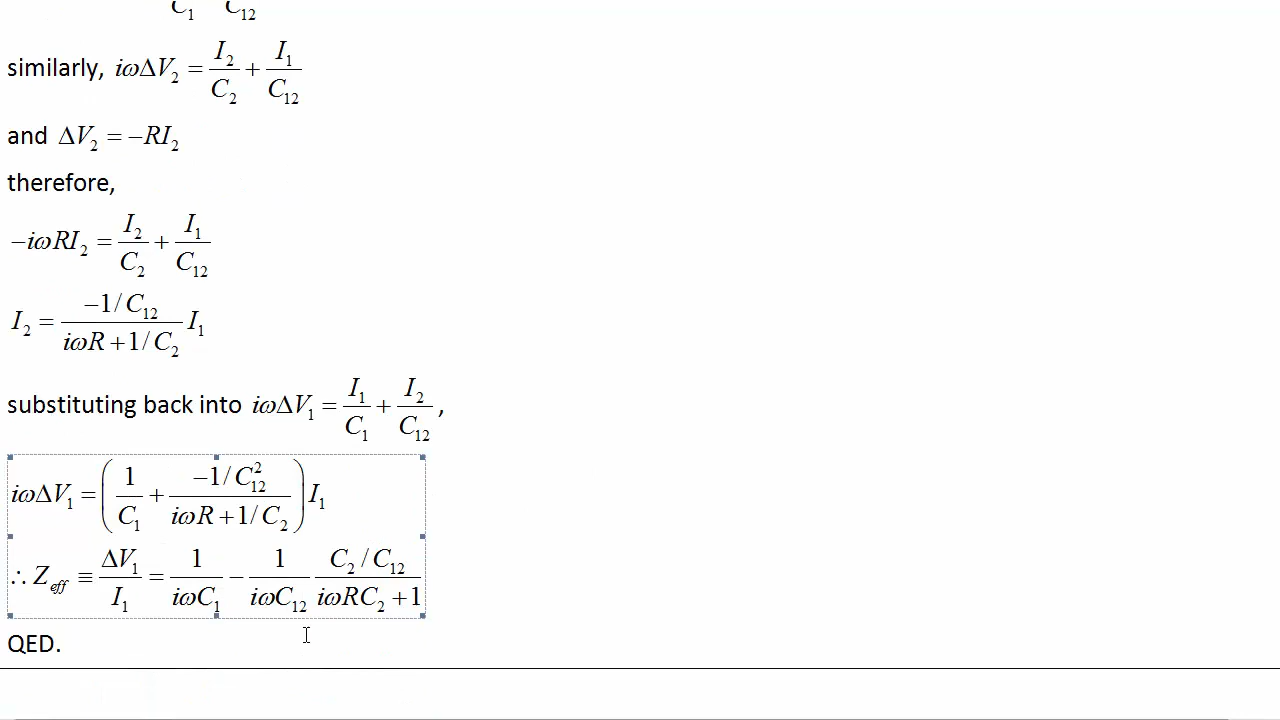 C₁ C₁₂
similarly, iωΔV₂ = I₂/C₂ + I₁/C₁₂
and ΔV₂ = −RI₂
therefore,
−iωRI₂ = I₂/C₂ + I₁/C₁₂
I₂ = (−1/C₁₂)/(iωR + 1/C₂) I₁
substituting back into iωΔV₁ = I₁/C₁ + I₂/C₁₂,
iωΔV₁ = (1/C₁ + (−1/C₁₂²)/(iωR + 1/C₂)) I₁
∴ Z_eff ≡ ΔV₁/I₁ = 1/(iωC₁) − 1/(iωC₁₂) (C₂/C₁₂)/(iωRC₂ + 1)
QED.